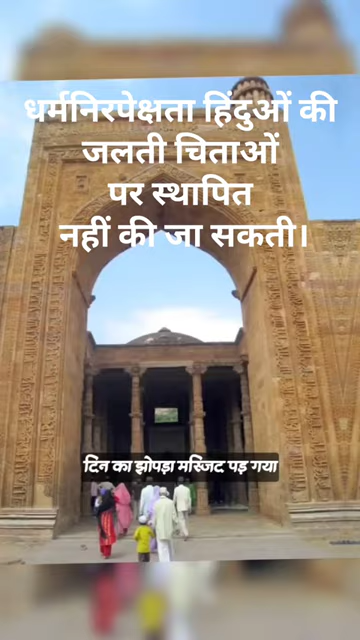 धर्मनिरपेक्षता हिंदुओं की
जलती चिताओं
पर स्थापित
नहीं की जा सकती।
दिन का झोपड़ा मस्जिद पड़ गया